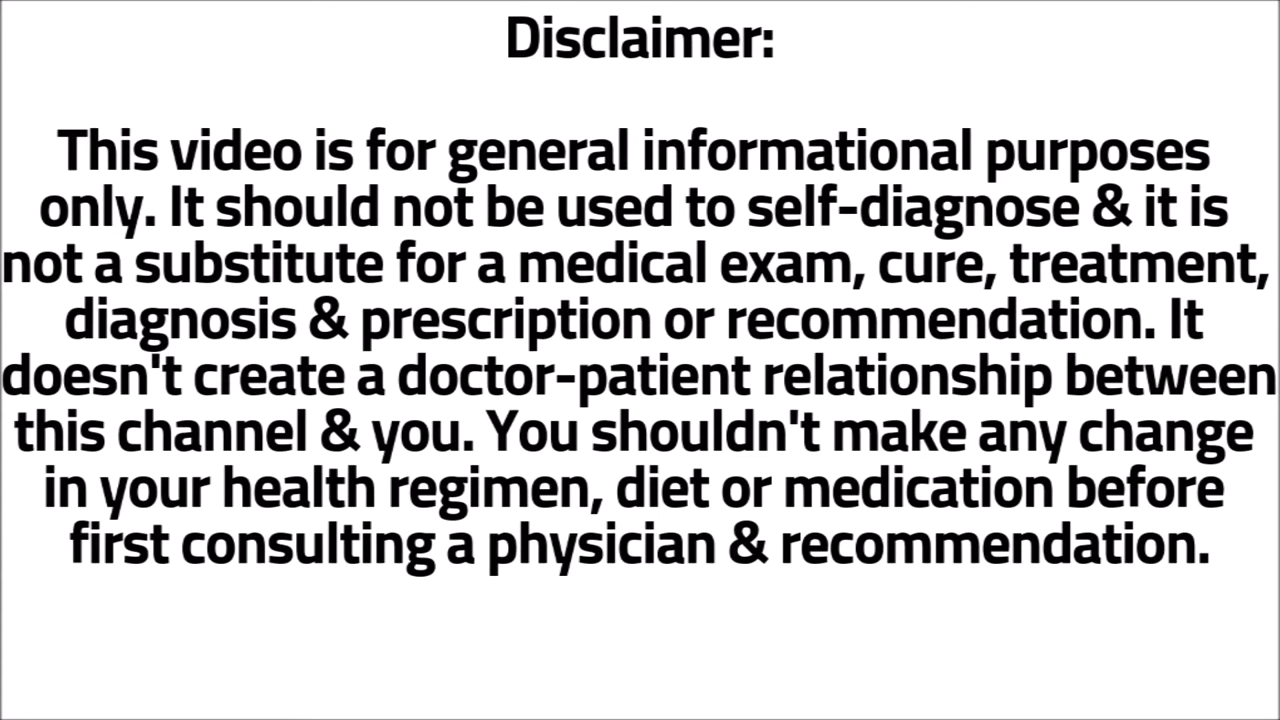 Disclaimer:
This video is for general informational purposes
only. It should not be used to self-diagnose & it is
not a substitute for a medical exam, cure, treatment,
diagnosis & prescription or recommendation. It
doesn't create a doctor-patient relationship between
this channel & you. You shouldn't make any change
in your health regimen, diet or medication before
first consulting a physician & recommendation.